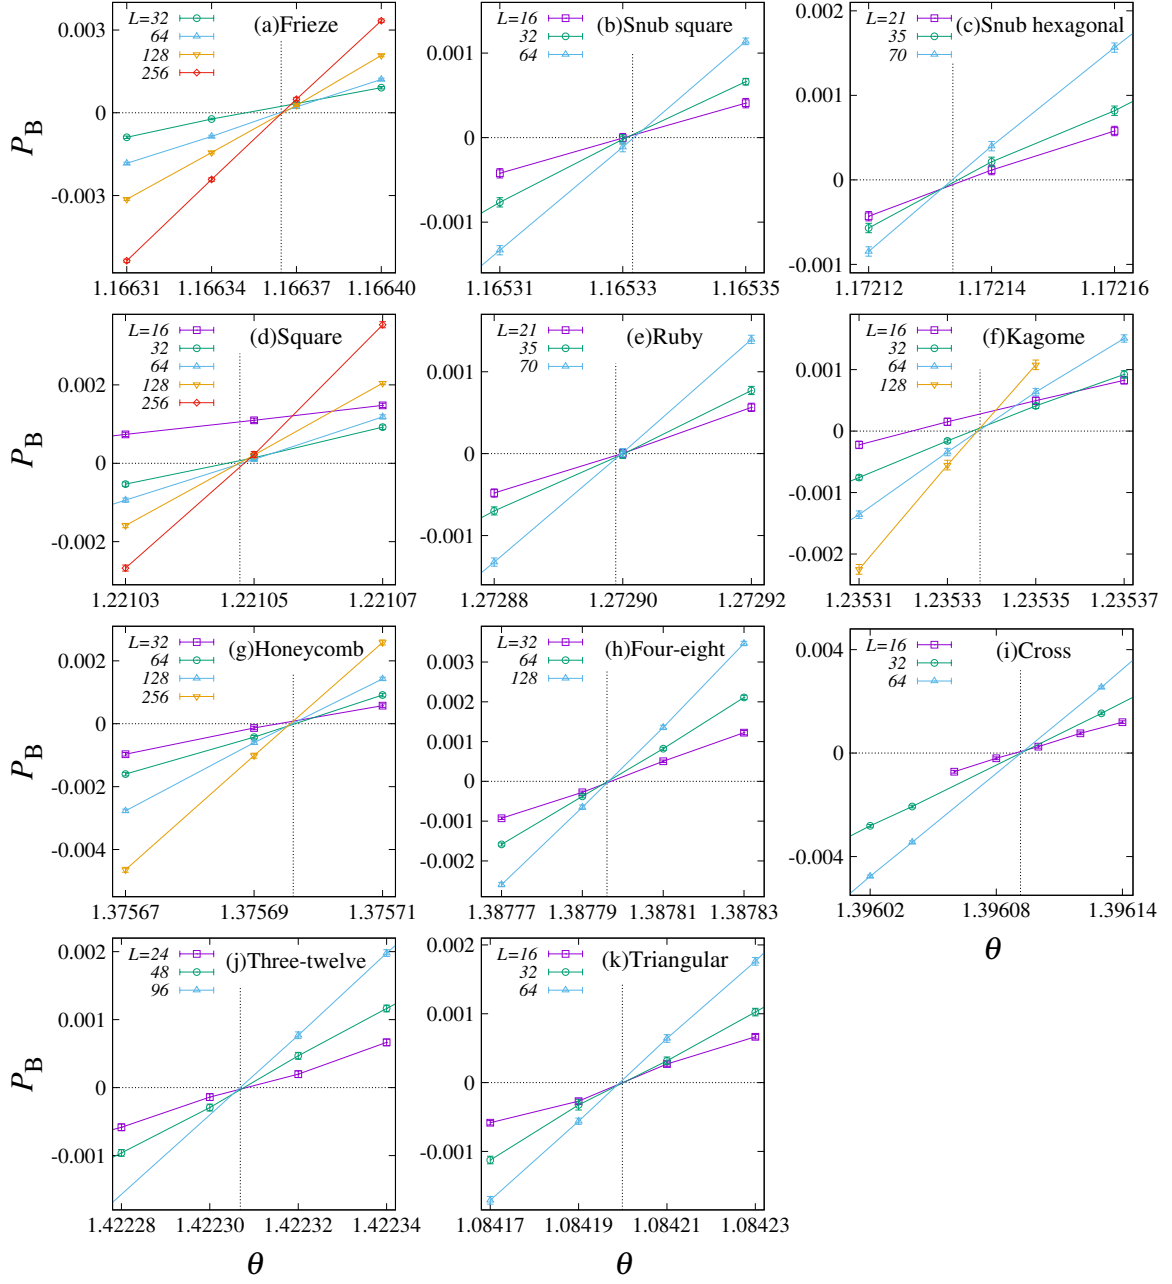 (a)Frieze
L=32
64
128
256
0.003
0
-0.003
P_B
1.16631 1.16634 1.16637 1.16640
(b)Snub square
L=16
32
64
0.001
0
-0.001
1.16531 1.16533 1.16535
(c)Snub hexagonal
L=21
35
70
0.002
0.001
0
-0.001
1.17212 1.17214 1.17216
(d)Square
L=16
32
64
128
256
0.002
0
-0.002
P_B
1.22103 1.22105 1.22107
(e)Ruby
L=21
35
70
0.001
0
-0.001
1.27288 1.27290 1.27292
(f)Kagome
L=16
32
64
128
0.001
0
-0.001
-0.002
1.23531 1.23533 1.23535 1.23537
(g)Honeycomb
L=32
64
128
256
0.002
0
-0.002
-0.004
P_B
1.37567 1.37569 1.37571
(h)Four-eight
L=32
64
128
0.003
0.002
0.001
0
-0.001
-0.002
1.38777 1.38779 1.38781 1.38783
(i)Cross
L=16
32
64
0.004
0
-0.004
1.39602 1.39608 1.39614
θ
(j)Three-twelve
L=24
48
96
0.002
0.001
0
-0.001
P_B
1.42228 1.42230 1.42232 1.42234
θ
(k)Triangular
L=16
32
64
0.002
0.001
0
-0.001
1.08417 1.08419 1.08421 1.08423
θ